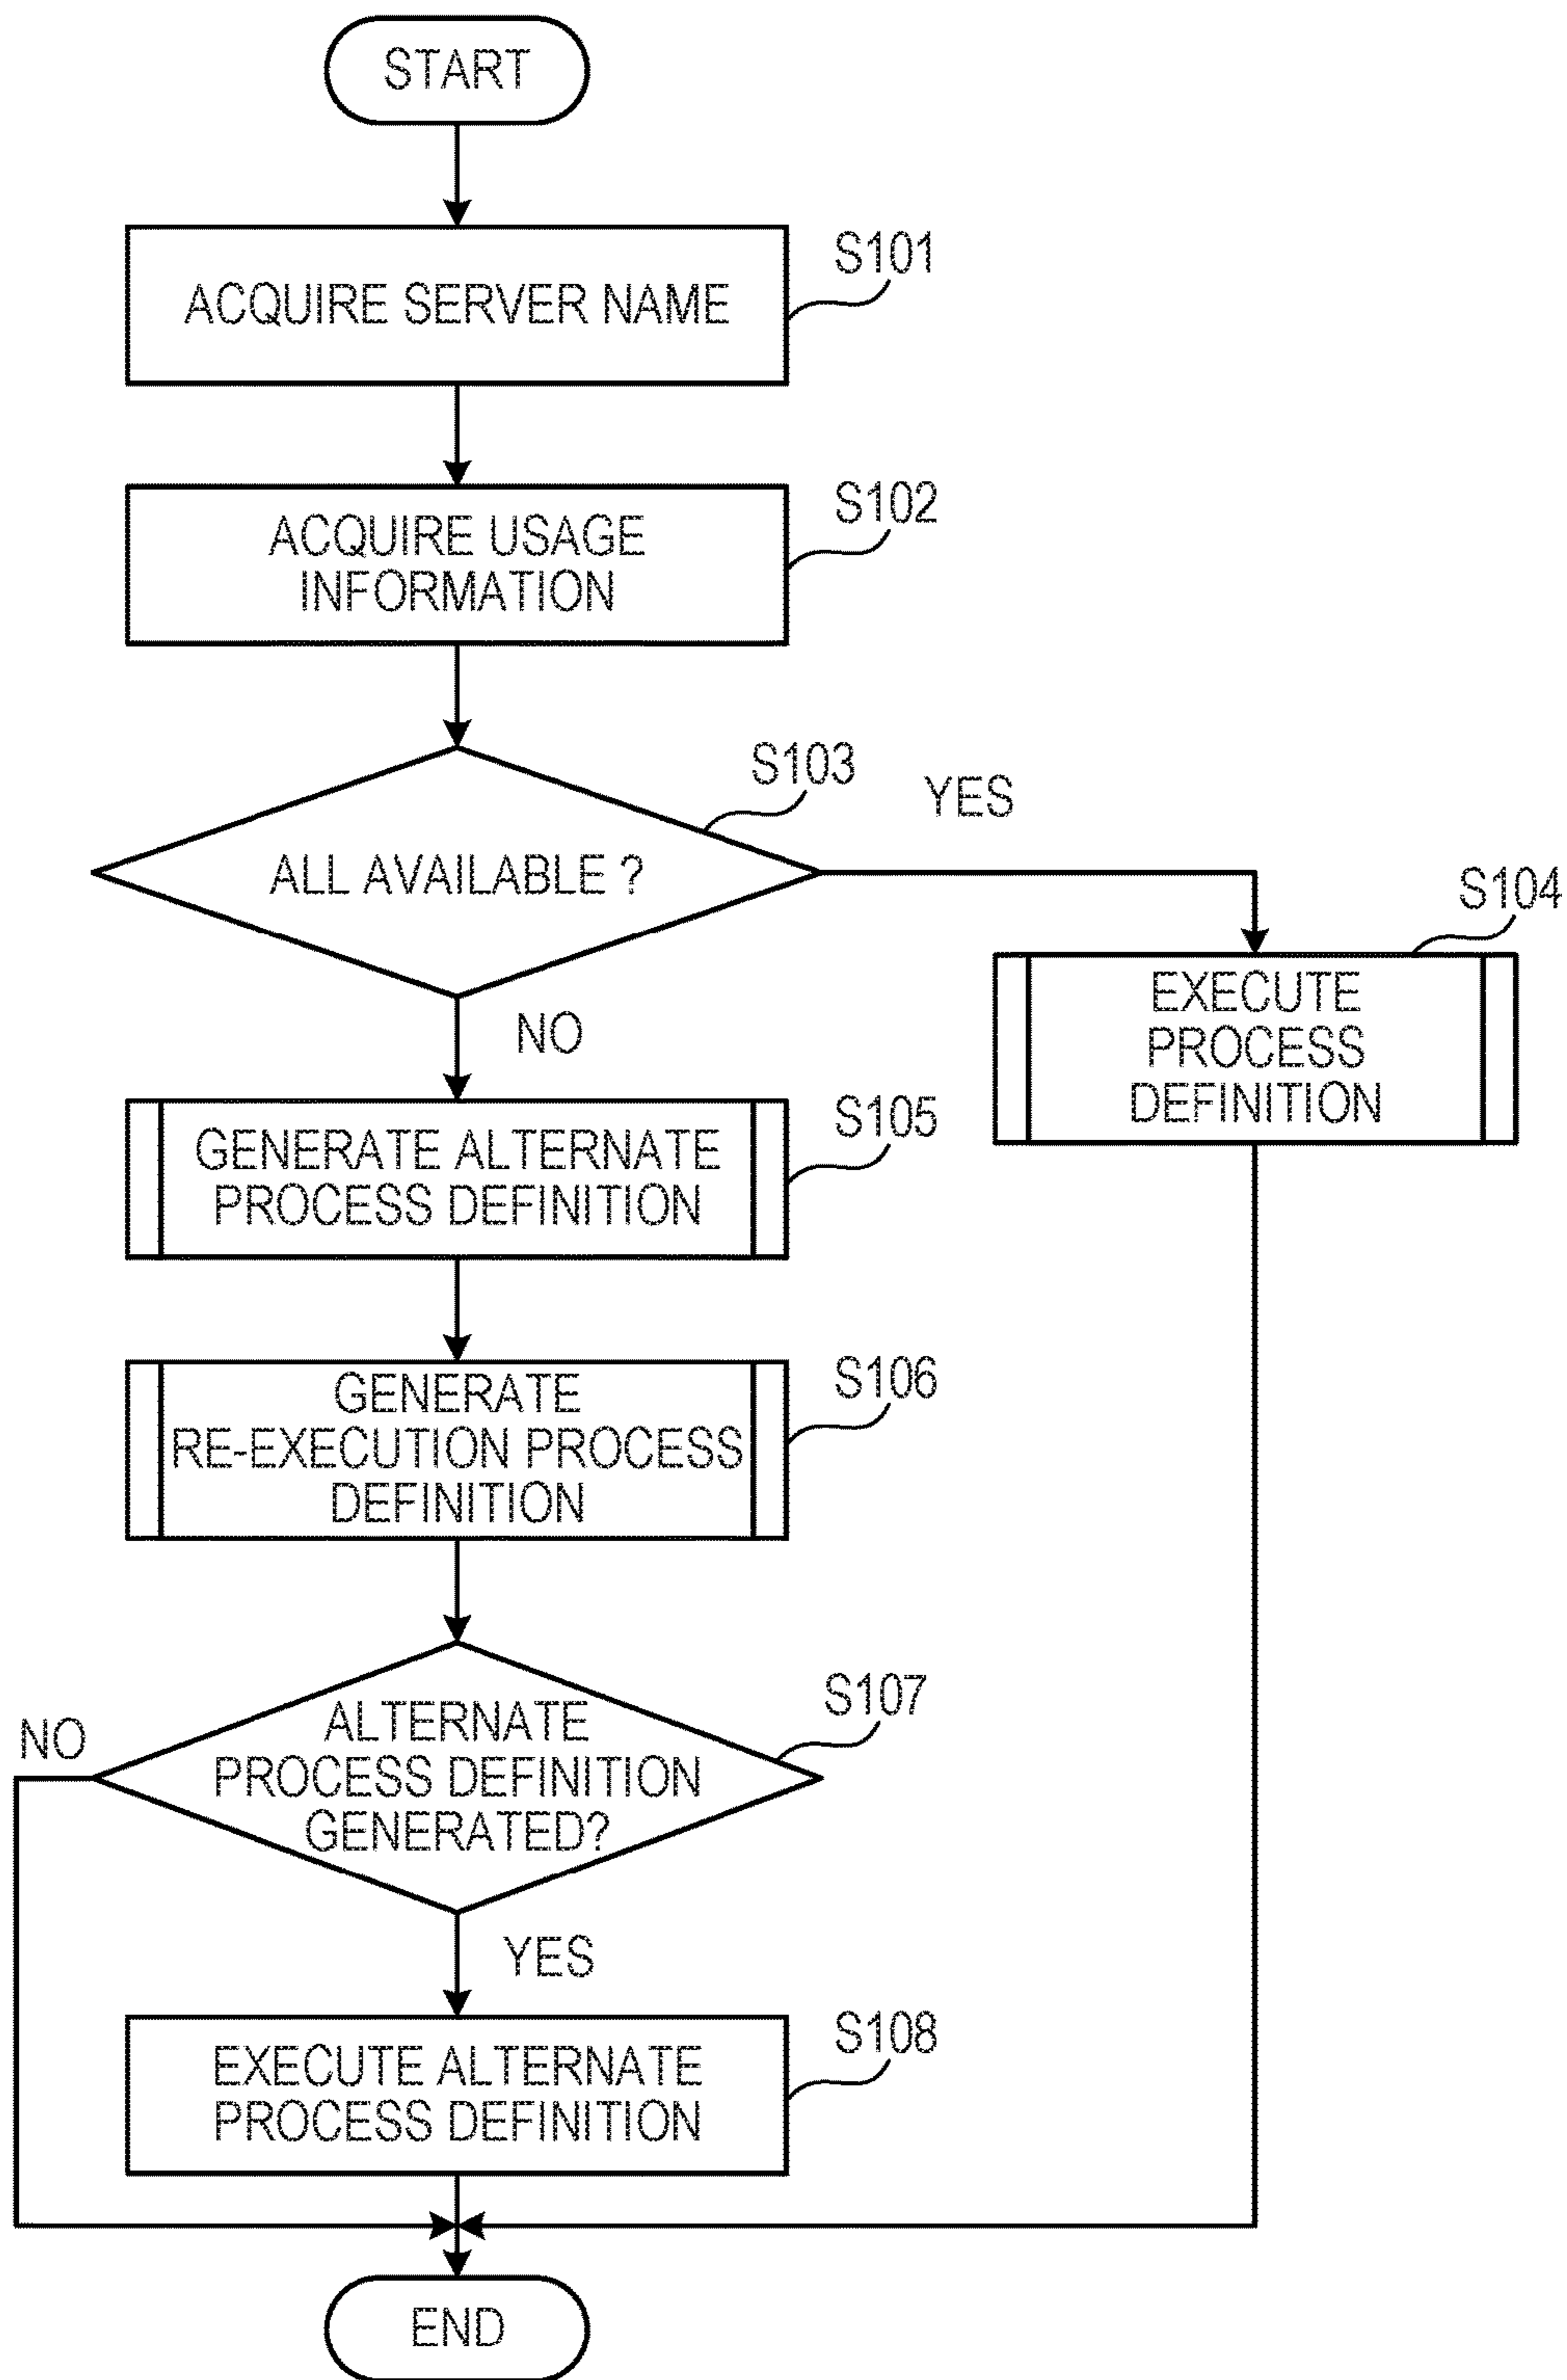 START
ACQUIRE SERVER NAME
S101
ACQUIRE USAGE
INFORMATION
S102
ALL AVAILABLE ?
S103
YES
NO
S104
EXECUTE
PROCESS
DEFINITION
GENERATE ALTERNATE
PROCESS DEFINITION
S105
GENERATE
RE-EXECUTION PROCESS
DEFINITION
S106
ALTERNATE
PROCESS DEFINITION
GENERATED?
S107
NO
YES
EXECUTE ALTERNATE
PROCESS DEFINITION
S108
END